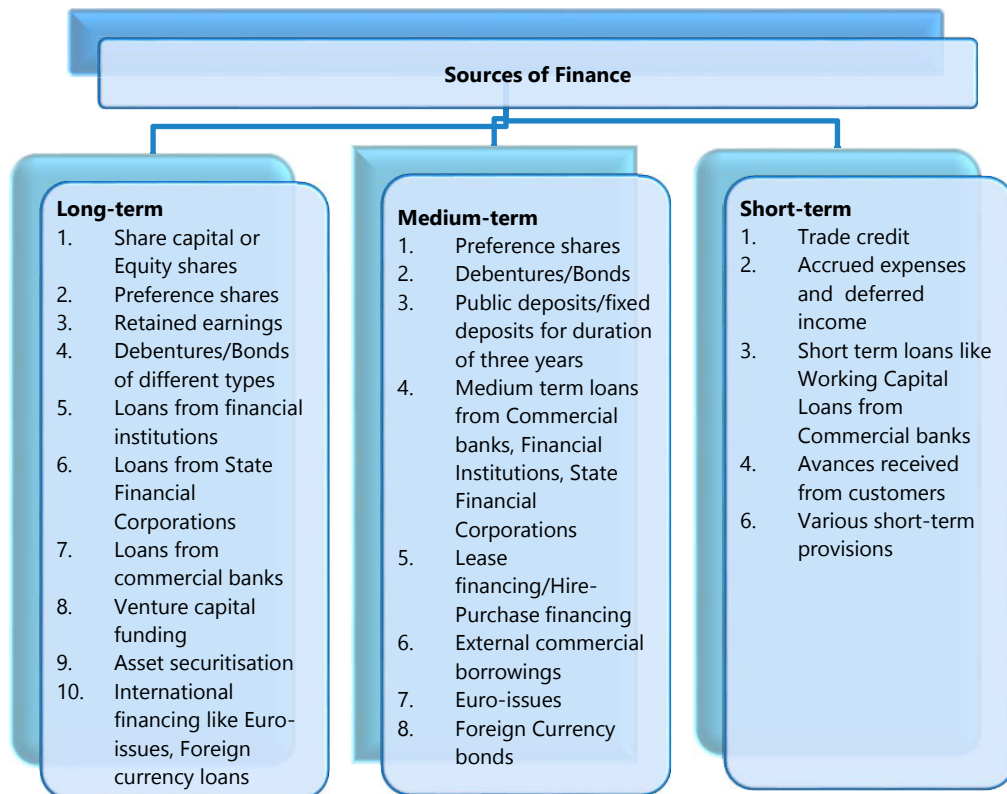 Sources of Finance
Long-term
1. Share capital or
Equity shares
2. Preference shares
3. Retained earnings
4. Debentures/Bonds
of different types
5. Loans from financial
institutions
6. Loans from State
Financial
Corporations
7. Loans from
commercial banks
8. Venture capital
funding
9. Asset securitisation
10. International
financing like Euro-
issues, Foreign
currency loans
Medium-term
1. Preference shares
2. Debentures/Bonds
3. Public deposits/fixed
deposits for duration
of three years
4. Medium term loans
from Commercial
banks, Financial
Institutions, State
Financial
Corporations
5. Lease
financing/Hire-
Purchase financing
6. External commercial
borrowings
7. Euro-issues
8. Foreign Currency
bonds
Short-term
1. Trade credit
2. Accrued expenses
and deferred
income
3. Short term loans like
Working Capital
Loans from
Commercial banks
4. Avances received
from customers
6. Various short-term
provisions